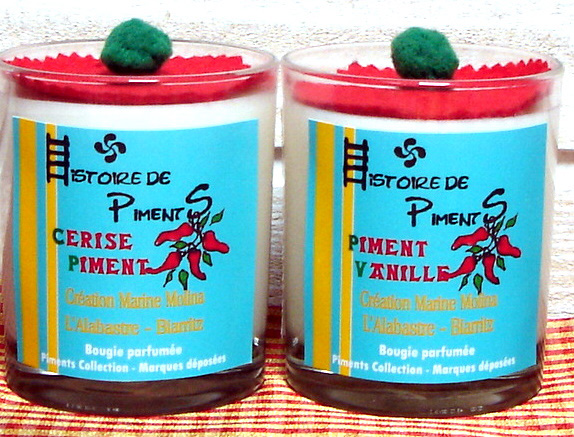 HISTOIRE DE
PIMENTS
CERISE
PIMENT
Création Marine Molina
L'Alabastre - Biarritz
Bougie parfumée
Piments Collection - Marques déposées
HISTOIRE DE
PIMENTS
PIMENT
VANILLE
Création Marine Molina
L'Alabastre - Biarritz
Bougie parfumée
Piments Collection - Marques déposées